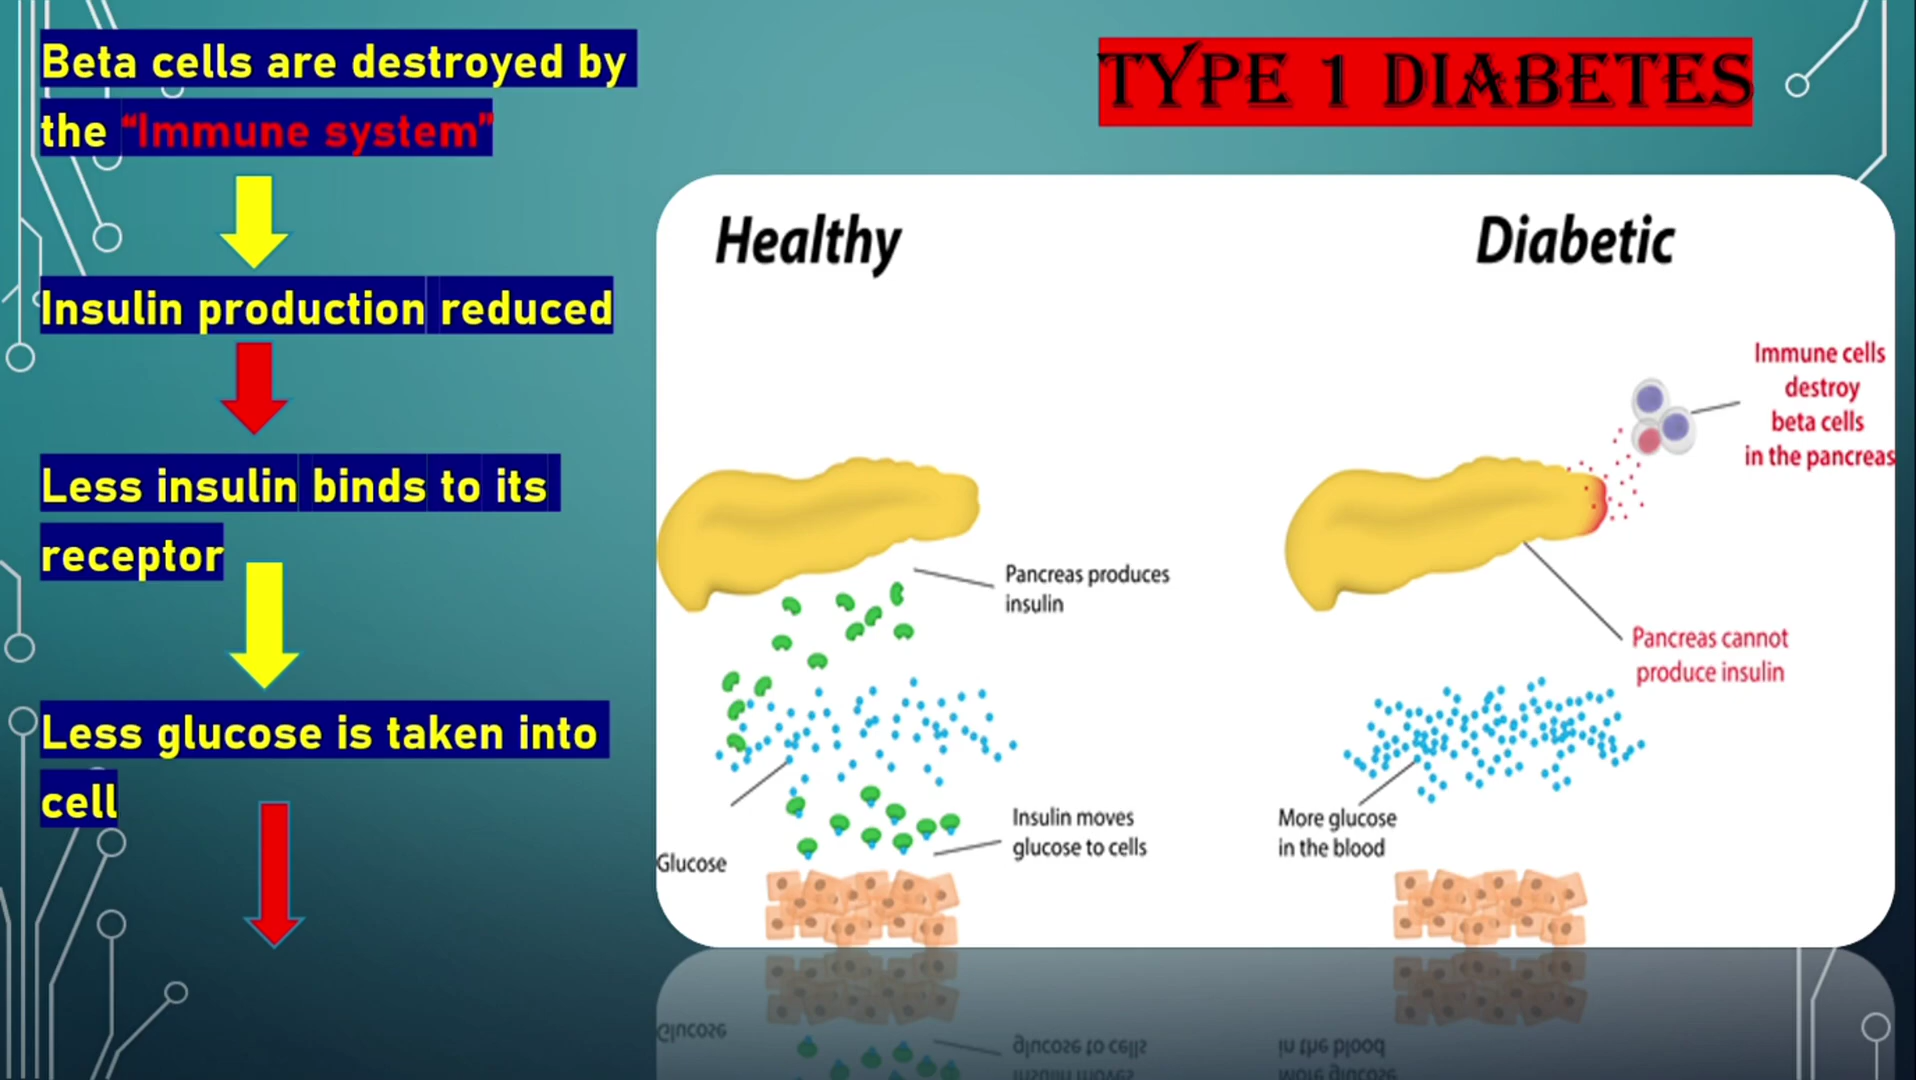 Beta cells are destroyed by
the “Immune system”
Insulin production reduced
Less insulin binds to its
receptor
Less glucose is taken into
cell
TYPE 1 DIABETES
Healthy
Pancreas produces
insulin
Insulin moves
glucose to cells
Glucose
Diabetic
Immune cells
destroy
beta cells
in the pancreas
Pancreas cannot
produce insulin
More glucose
in the blood